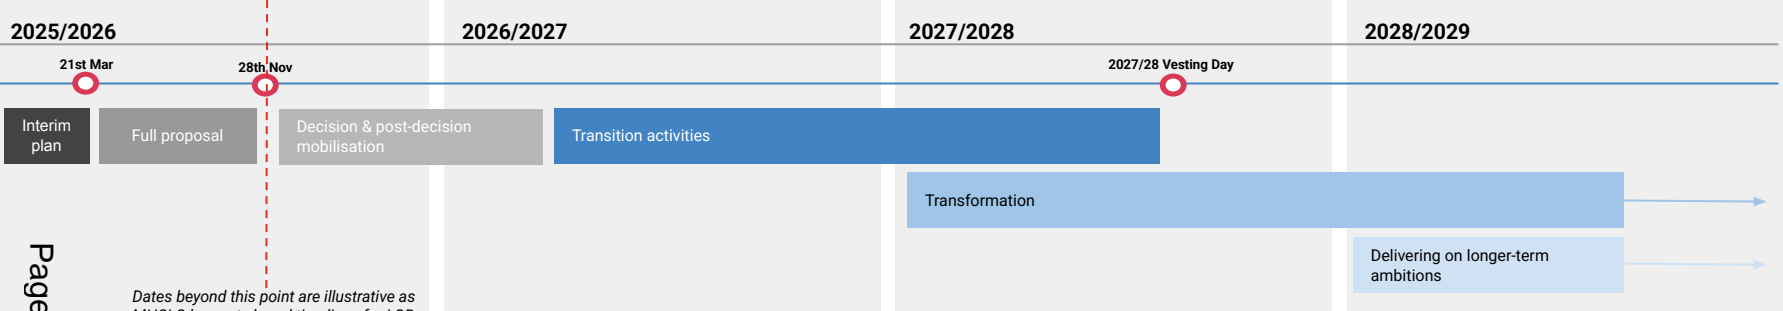 2025/2026
2026/2027
2027/2028
2028/2029
21st Mar
28th Nov
2027/28 Vesting Day
Interim
plan
Full proposal
Decision & post-decision
mobilisation
Transition activities
Transformation
Delivering on longer-term
ambitions
Page
Dates beyond this point are illustrative as